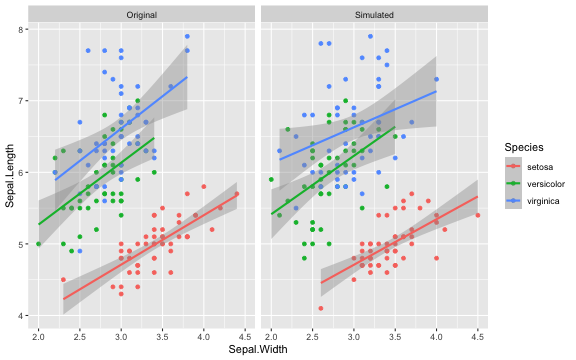 Original Simulated
8
7
6
5
4
Sepal.Length
2.0 2.5 3.0 3.5 4.0 4.5 2.0 2.5 3.0 3.5 4.0 4.5
Sepal.Width
Species
setosa
versicolor
virginica